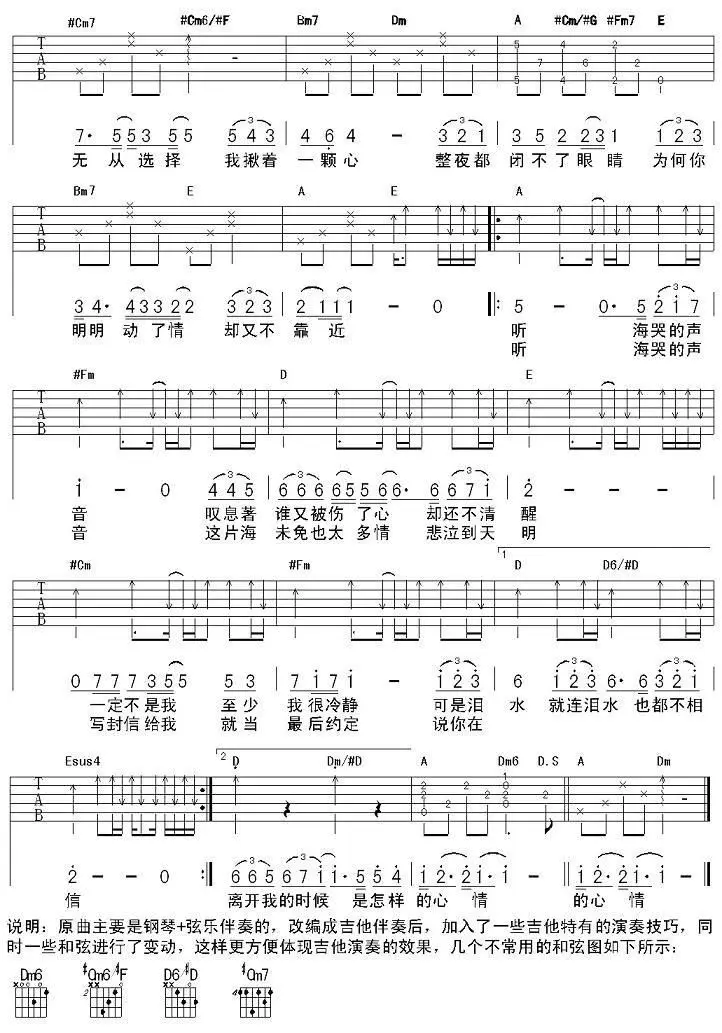 #Cm7 #Cm6/#F Bm7 Dm A #Cm/#G #Fm7 E
T A B
7· 5 5 3 5 5 5 4 3 4 6 4 - 3 2 1 3 5 2 2 3 1 1 2 3
无 从 选 择 我 揪 着 一 颗 心 整 夜 都 闭 不 了 眼 睛 为 何 你
Bm7 E A E A
T A B
3 4· 4 3 3 2 2 3 2 3 2 1 1 1 - 0 5 - 0· 5 2 1 7
明 明 动 了 情 却 又 不 靠 近 听 海 哭 的 声
听 海 哭 的 声
#Fm D E
T A B
1 - 0 4 4 5 6 6 6 6 5 5 6 6· 6 6 7 1 2 - -
音 叹 息 著 谁 又 被 伤 了 心 却 还 不 清 醒
音 这 片 海 未 免 也 太 多 情 悲 泣 到 天 明
#Cm #Fm 1 D D6/#D
T A B
0 7 7 3 5 5 5 3 7 1 7 1 - 1 2 3 6 1 2 3 6· 6 3 2 1
一 定 不 是 我 至 少 我 很 冷 静 可 是 泪 水 就 连 泪 水 也 都 不 相
写 封 信 给 我 就 当 最 后 约 定 说 你 在
Esus4 2 D Dm/#D A Dm6 D.S A Dm
T A B
2 - - 0 6 6 5 6 7 1 1· 5 5 4 1 2· 2 1 1 1 2· 2 1 1
信 离 开 我 的 时 候 是 怎 样 的 心 情 的 心 情
说明：原曲主要是钢琴+弦乐伴奏的，改编成吉他伴奏后，加入了一些吉他特有的演奏技巧，同
时一些和弦进行了变动，这样更方便体现吉他演奏的效果，几个不常用的和弦图如下所示：
Dm6 #Cm6/#F D6/#D #Cm7